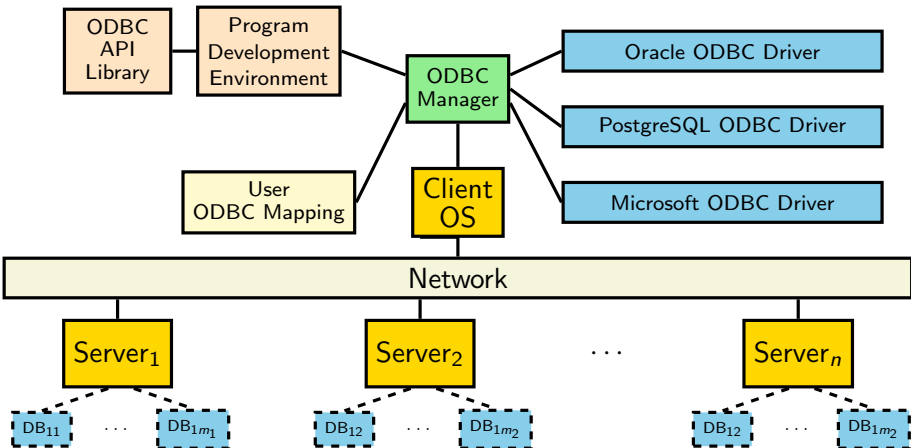 ODBC
API
Library
Program
Development
Environment
ODBC
Manager
Oracle ODBC Driver
PostgreSQL ODBC Driver
Microsoft ODBC Driver
User
ODBC Mapping
Client
OS
Network
Server₁
Server₂
· · ·
Serverₙ
DB₁₁
· · ·
DB₁ₘ₁
DB₁₂
· · ·
DB₁ₘ₂
DB₁₂
· · ·
DB₁ₘ₂